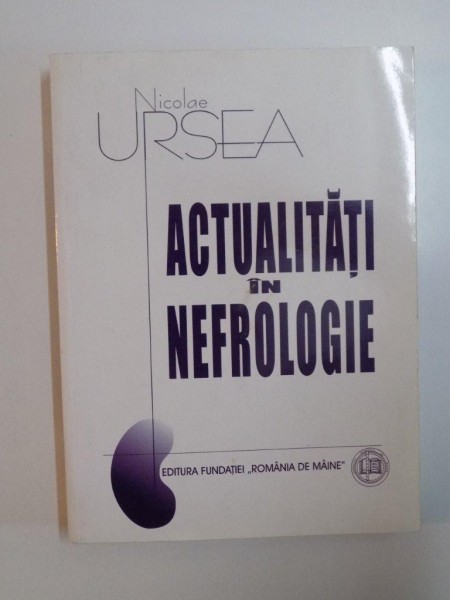 Nicolae
URSEA
ACTUALITĂȚI
ÎN
NEFROLOGIE
EDITURA FUNDAȚIEI „ROMÂNIA DE MÂINE"